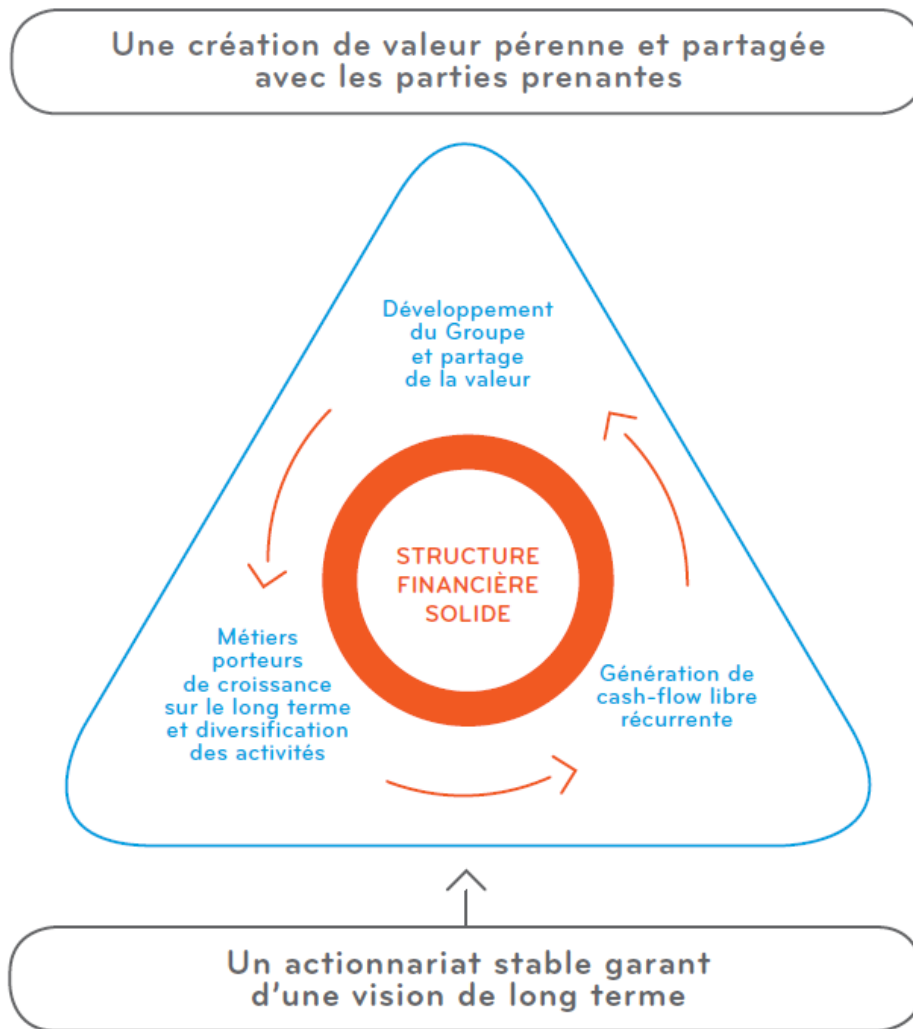 Une création de valeur pérenne et partagée
avec les parties prenantes
Développement
du Groupe
et partage
de la valeur
STRUCTURE
FINANCIÈRE
SOLIDE
Métiers
porteurs
de croissance
sur le long terme
et diversification
des activités
Génération de
cash-flow libre
récurrente
Un actionnariat stable garant
d'une vision de long terme